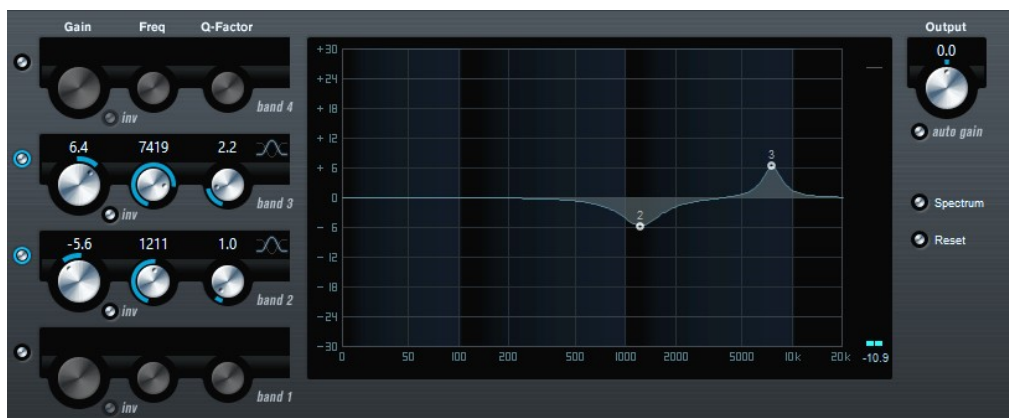 Gain Freq Q-Factor
Output
0.0
inv band 4
auto gain
6.4 7419 2.2
inv band 3
-5.6 1211 1.0
inv band 2
inv band 1
+30
+24
+18
+12
+6
0
-6
-12
-18
-24
-30
3
2
0 50 100 200 500 1000 2000 5000 10k 20k
-10.9
Spectrum
Reset